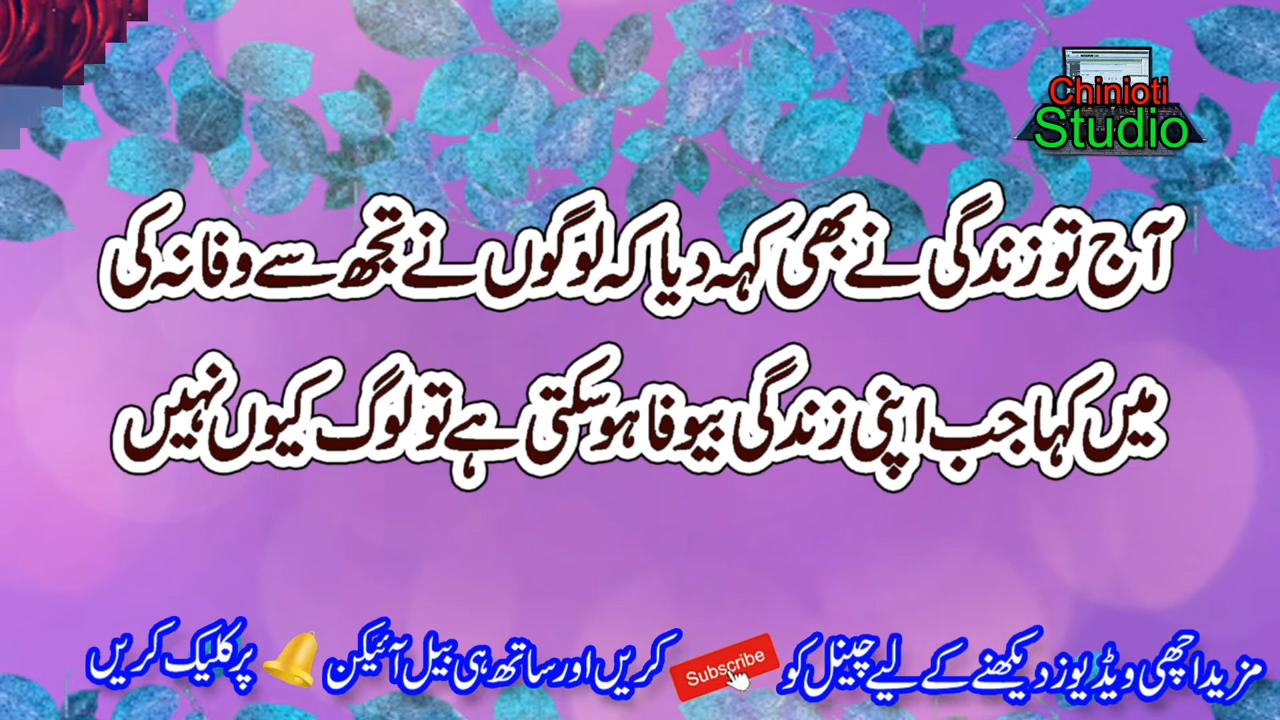 Chinioti
Studio
آج تو زندگی نے بھی کہہ دیا کہ لوگوں نے تجھ سے وفا نہ کی
میں کہا جب اپنی زندگی بیوفا ہو سکتی ہے تو لوگ کیوں نہیں
مزید اچھی ویڈیوز دیکھنے کے لیے چینل کو Subscribe کریں اور ساتھ ہی بیل آئیکن پر کلیک کریں